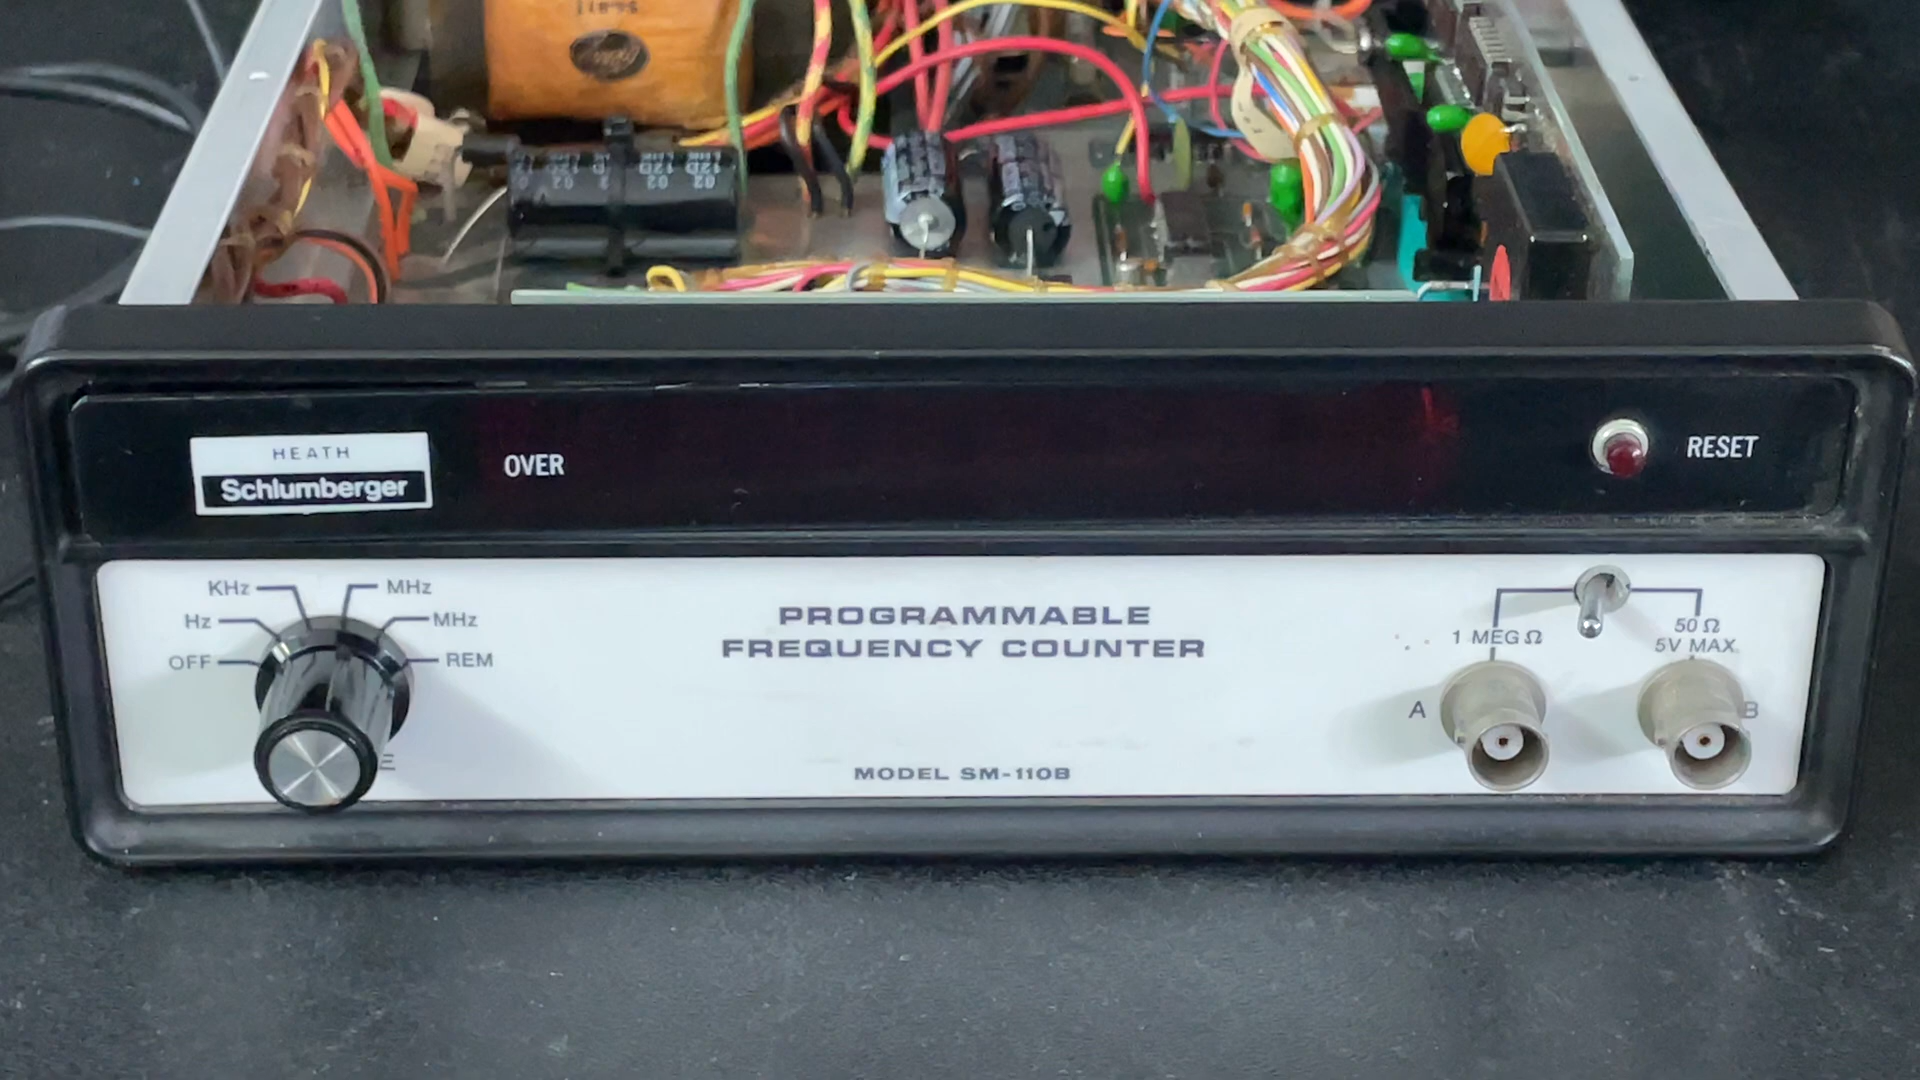 HEATH
Schlumberger
OVER
RESET
KHz
MHz
Hz
MHz
OFF
REM
PROGRAMMABLE
FREQUENCY COUNTER
MODEL SM-110B
1 MEG Ω
50 Ω
5V MAX.
A
B